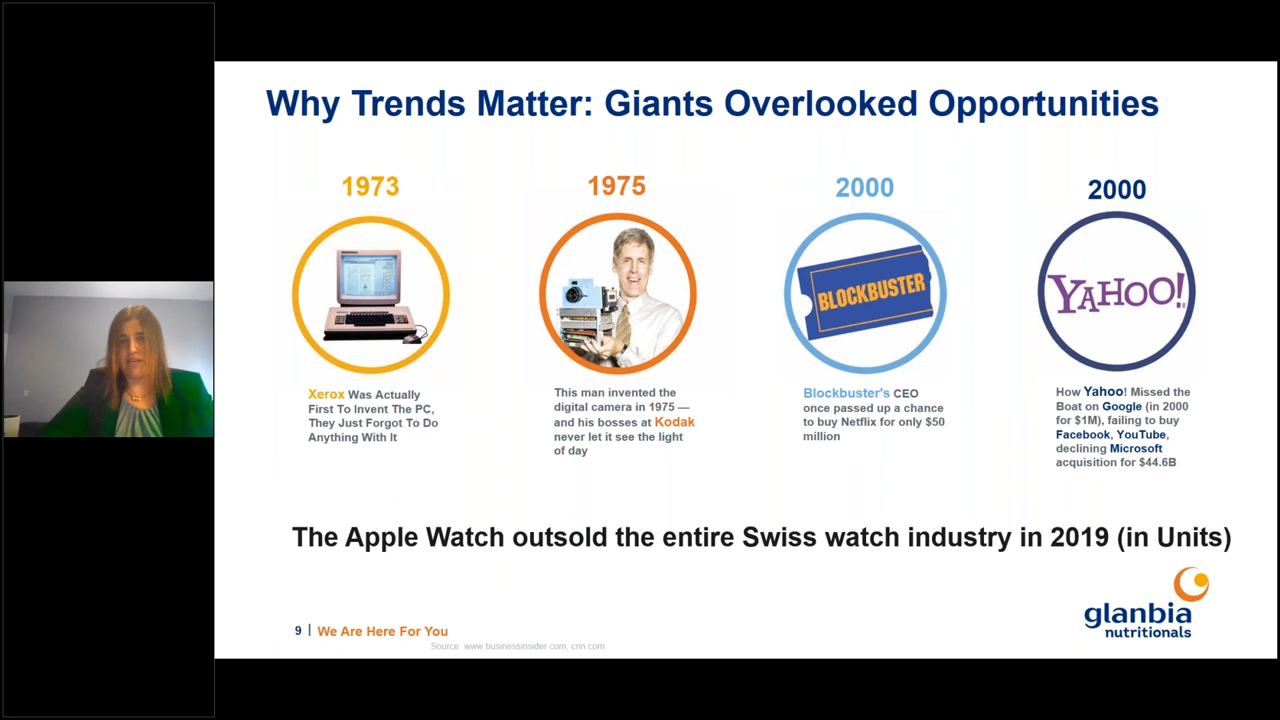 Why Trends Matter: Giants Overlooked Opportunities
1973
Xerox Was Actually
First To Invent The PC,
They Just Forgot To Do
Anything With It
1975
This man invented the
digital camera in 1975 —
and his bosses at Kodak
never let it see the light
of day
2000
BLOCKBUSTER
Blockbuster's CEO
once passed up a chance
to buy Netflix for only $50
million
2000
YAHOO!
How Yahoo! Missed the
Boat on Google (in 2000
for $1M), failing to buy
Facebook, YouTube,
declining Microsoft
acquisition for $44.6B
The Apple Watch outsold the entire Swiss watch industry in 2019 (in Units)
9 | We Are Here For You
Source: www.businessinsider.com, cnn.com
glanbia
nutritionals